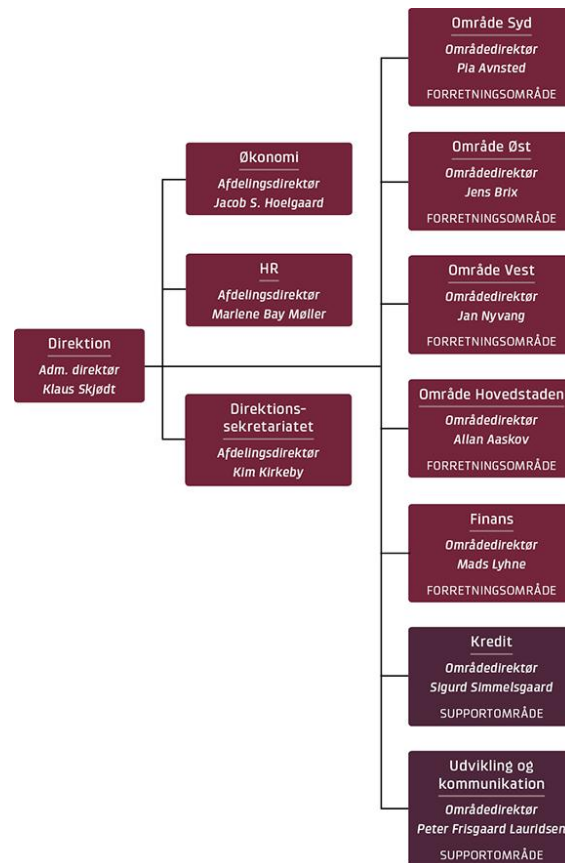 Direktion
Adm. direktør
Klaus Skjødt
Økonomi
Afdelingsdirektør
Jacob S. Hoelgaard
HR
Afdelingsdirektør
Marlene Bay Møller
Direktions-
sekretariatet
Afdelingsdirektør
Kim Kirkeby
Område Syd
Områdedirektør
Pia Avnsted
FORRETNINGSOMRÅDE
Område Øst
Områdedirektør
Jens Brix
FORRETNINGSOMRÅDE
Område Vest
Områdedirektør
Jan Nyvang
FORRETNINGSOMRÅDE
Område Hovedstaden
Områdedirektør
Allan Aaskov
FORRETNINGSOMRÅDE
Finans
Områdedirektør
Mads Lyhne
FORRETNINGSOMRÅDE
Kredit
Områdedirektør
Sigurd Simmelsgaard
SUPPORTOMRÅDE
Udvikling og
kommunikation
Områdedirektør
Peter Frisgaard Lauridsen
SUPPORTOMRÅDE